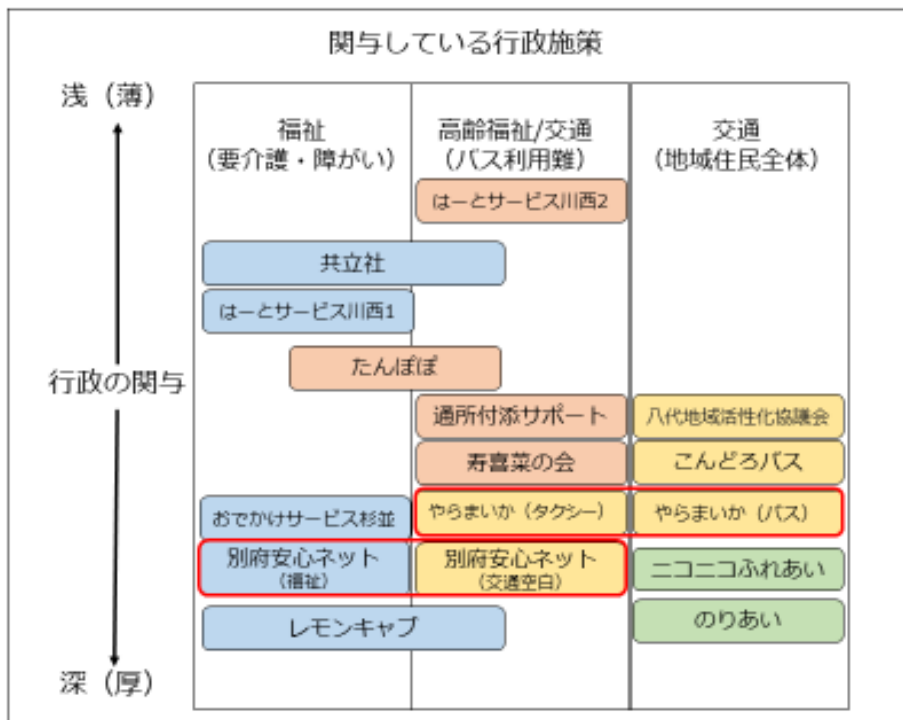 関与している行政施策
浅（薄）
福祉
（要介護・障がい）
高齢福祉/交通
（バス利用難）
交通
（地域住民全体）
はーとサービス川西2
共立社
はーとサービス川西1
たんぽぽ
行政の関与
通所付添サポート
八代地域活性化協議会
寿喜菜の会
こんどろバス
おでかけサービス杉並
やらまいか（タクシー）
やらまいか（バス）
別府安心ネット
（福祉）
別府安心ネット
（交通空白）
ニコニコふれあい
レモンキャブ
のりあい
深（厚）